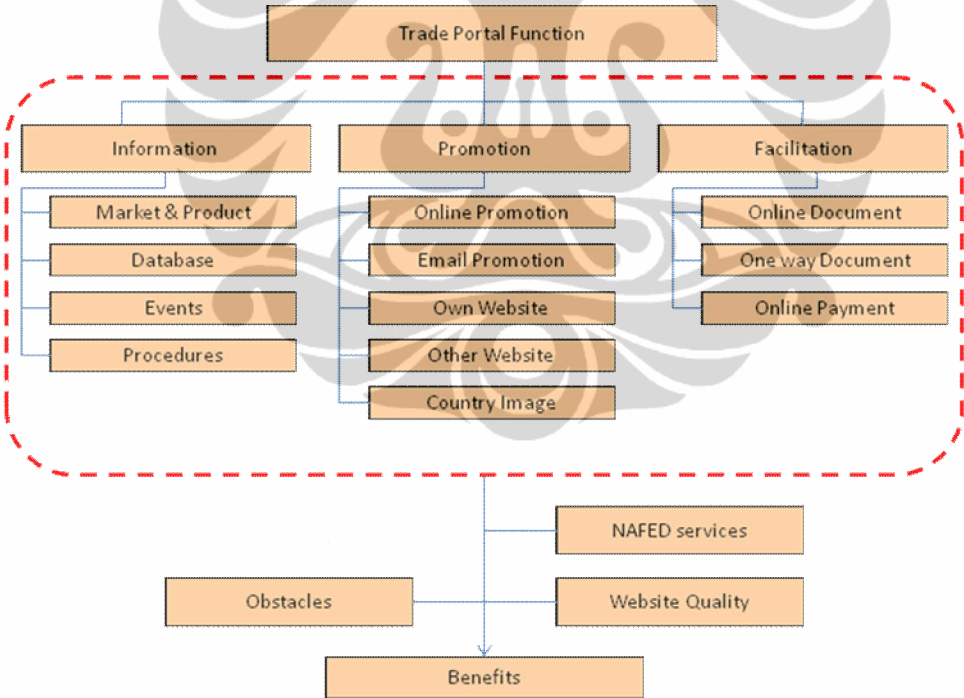 Trade Portal Function
Information
Market & Product
Database
Events
Procedures
Promotion
Online Promotion
Email Promotion
Own Website
Other Website
Country Image
Facilitation
Online Document
One way Document
Online Payment
NAFED services
Obstacles
Website Quality
Benefits